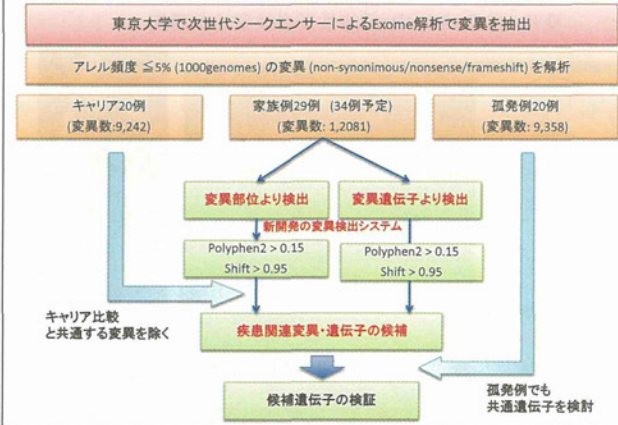 東京大学で次世代シークエンサーによるExome解析で変異を抽出
アレル頻度 ≦5% (1000genomes) の変異 (non-synonimous/nonsense/frameshift) を解析
キャリア20例
(変異数:9,242)
家族例29例 (34例予定)
(変異数: 1,2081)
孤発例20例
(変異数: 9,358)
変異部位より検出
変異遺伝子より検出
新開発の変異検出システム
Polyphen2 > 0.15
Shift > 0.95
Polyphen2 > 0.15
Shift > 0.95
キャリア比較
と共通する変異を除く
疾患関連変異・遺伝子の候補
候補遺伝子の検証
孤発例でも
共通遺伝子を検討